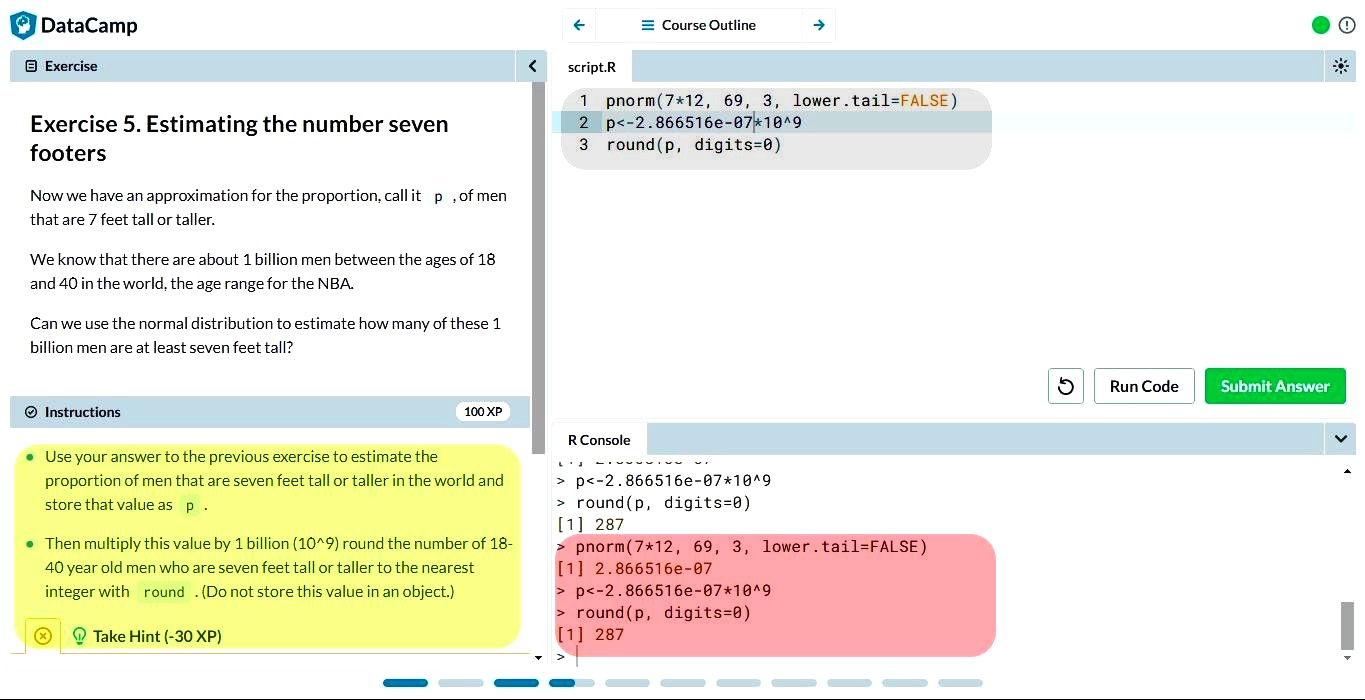 DataCamp
Course Outline
Exercise
script.R
Exercise 5. Estimating the number seven
footers
Now we have an approximation for the proportion, call it p , of men
that are 7 feet tall or taller.
We know that there are about 1 billion men between the ages of 18
and 40 in the world, the age range for the NBA.
Can we use the normal distribution to estimate how many of these 1
billion men are at least seven feet tall?
Instructions
100 XP
Use your answer to the previous exercise to estimate the
proportion of men that are seven feet tall or taller in the world and
store that value as p .
Then multiply this value by 1 billion (10^9) round the number of 18-
40 year old men who are seven feet tall or taller to the nearest
integer with round . (Do not store this value in an object.)
Take Hint (-30 XP)
1 pnorm(7*12, 69, 3, lower.tail=FALSE)
2 p<-2.866516e-07*10^9
3 round(p, digits=0)
Run Code
Submit Answer
R Console
> p<-2.866516e-07*10^9
> round(p, digits=0)
[1] 287
> pnorm(7*12, 69, 3, lower.tail=FALSE)
[1] 2.866516e-07
> p<-2.866516e-07*10^9
> round(p, digits=0)
[1] 287
>